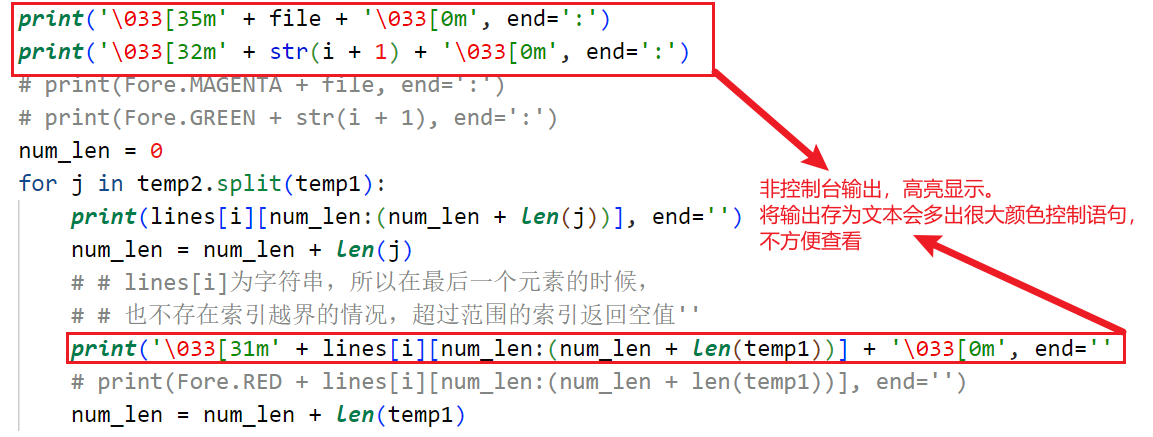 print('\033[35m' + file + '\033[0m', end=':')
print('\033[32m' + str(i + 1) + '\033[0m', end=':')
# print(Fore.MAGENTA + file, end=':')
# print(Fore.GREEN + str(i + 1), end=':')
num_len = 0
for j in temp2.split(temp1):
    print(lines[i][num_len:(num_len + len(j))], end='')
    num_len = num_len + len(j)
    # # lines[i]为字符串，所以在最后一个元素的时候，
    # # 也不存在索引越界的情况，超过范围的索引返回空值''
    print('\033[31m' + lines[i][num_len:(num_len + len(temp1))] + '\033[0m', end=''
    # print(Fore.RED + lines[i][num_len:(num_len + len(temp1))], end='')
    num_len = num_len + len(temp1)
非控制台输出，高亮显示。
将输出存为文本会多出很大颜色控制语句，
不方便查看